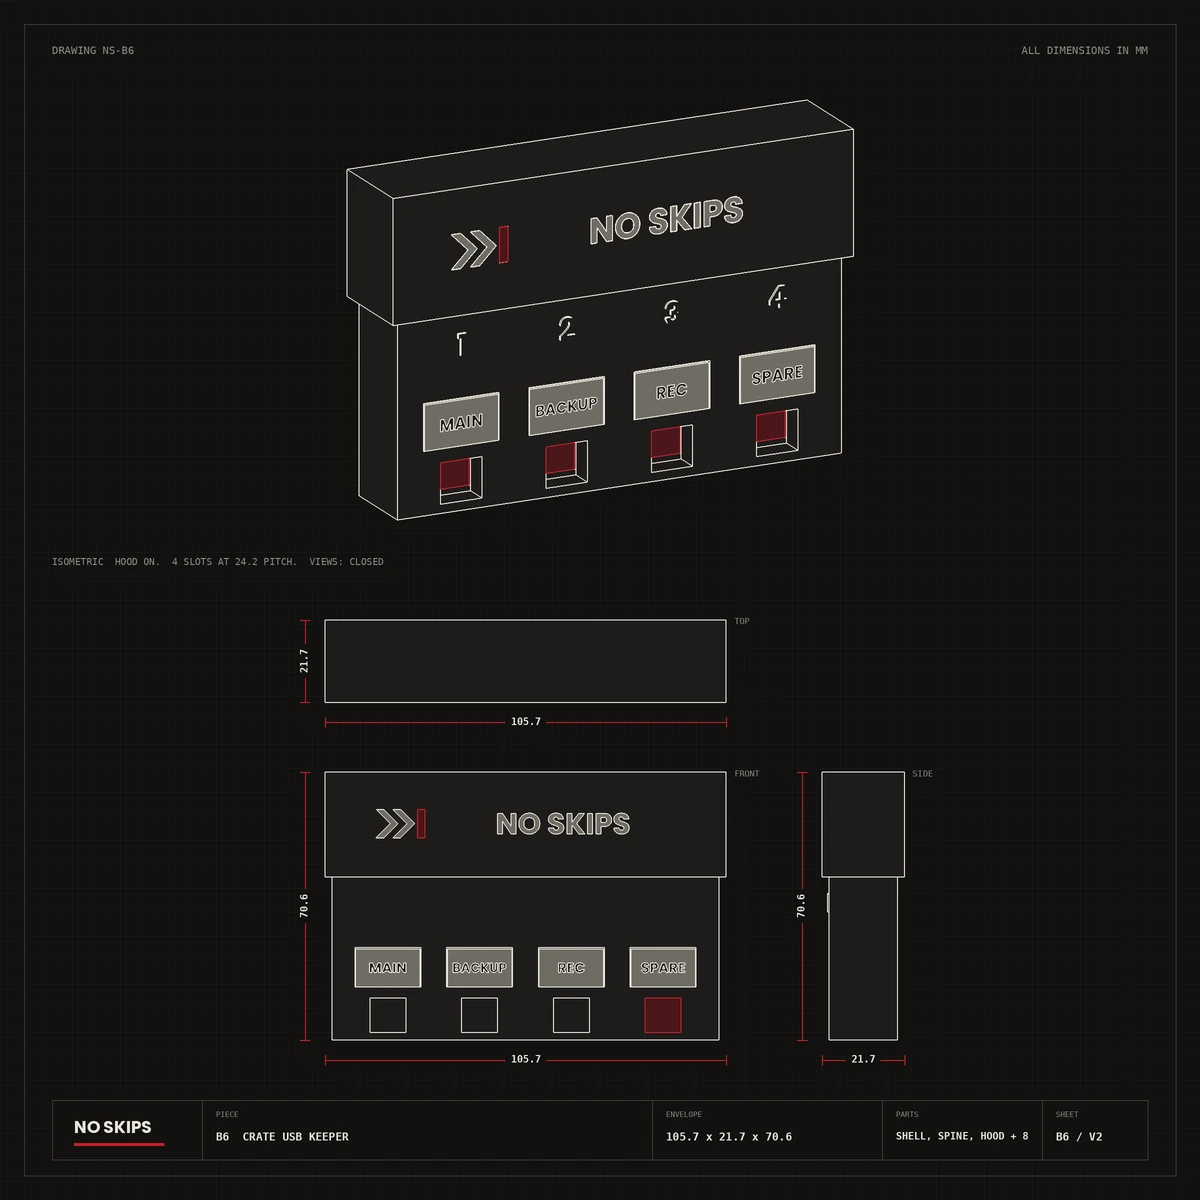 DRAWING NS-B6
ALL DIMENSIONS IN MM
NO SKIPS
1 2 3 4
MAIN BACKUP REC SPARE
ISOMETRIC  HOOD ON.  4 SLOTS AT 24.2 PITCH.  VIEWS: CLOSED
TOP
21.7
105.7
FRONT
SIDE
NO SKIPS
70.6
70.6
MAIN BACKUP REC SPARE
105.7
21.7
NO SKIPS
PIECE
B6  CRATE USB KEEPER
ENVELOPE
105.7 x 21.7 x 70.6
PARTS
SHELL, SPINE, HOOD + 8
SHEET
B6 / V2